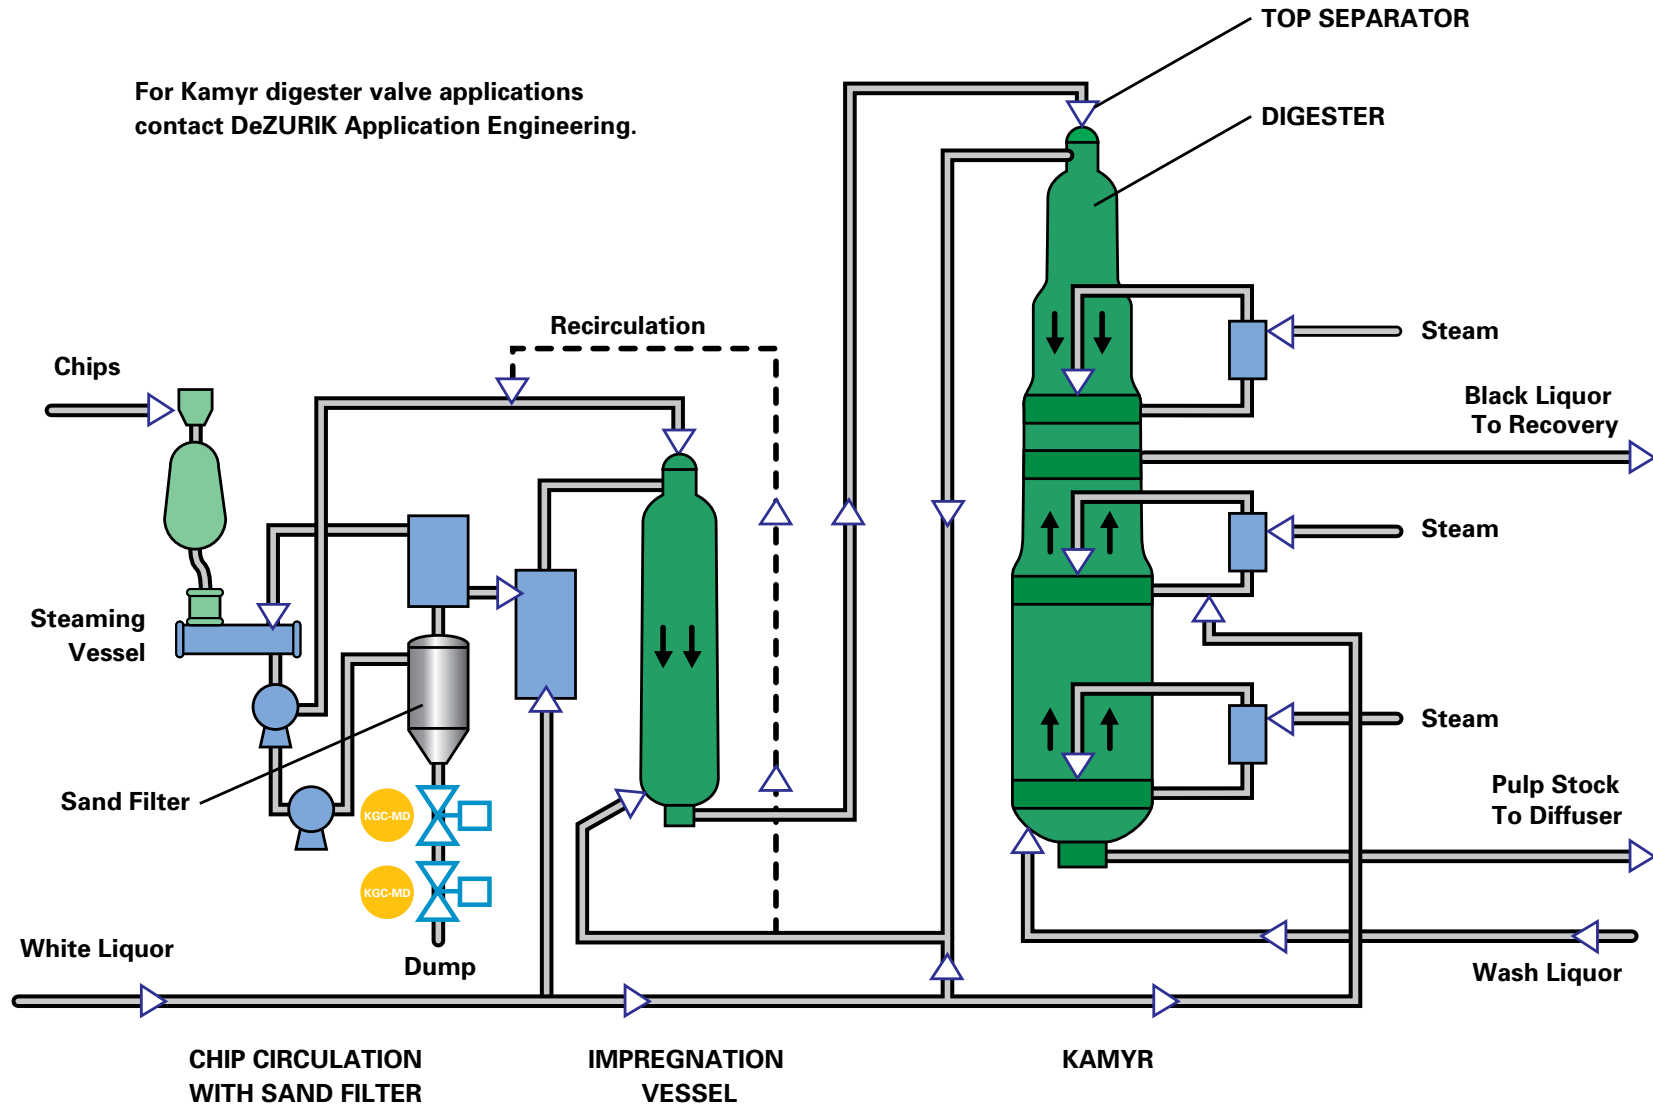 TOP SEPARATOR
For Kamyr digester valve applications
contact DeZURIK Application Engineering.
DIGESTER
Recirculation
Steam
Chips
Black Liquor
To Recovery
Steam
Steaming
Vessel
Steam
Sand Filter
Pulp Stock
To Diffuser
KGC-MD
KGC-MD
White Liquor
Dump
Wash Liquor
CHIP CIRCULATION
WITH SAND FILTER
IMPREGNATION
VESSEL
KAMYR